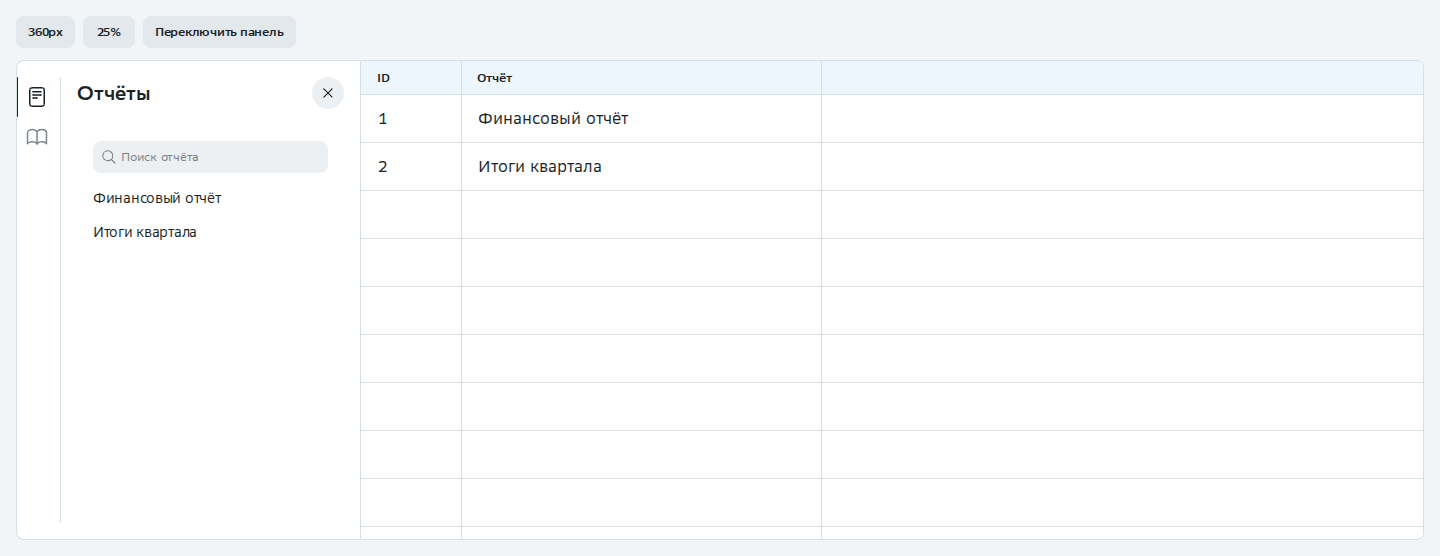 360px 25% Переключить панель
Отчёты
Поиск отчёта
Финансовый отчёт
Итоги квартала
ID Отчёт
1 Финансовый отчёт
2 Итоги квартала